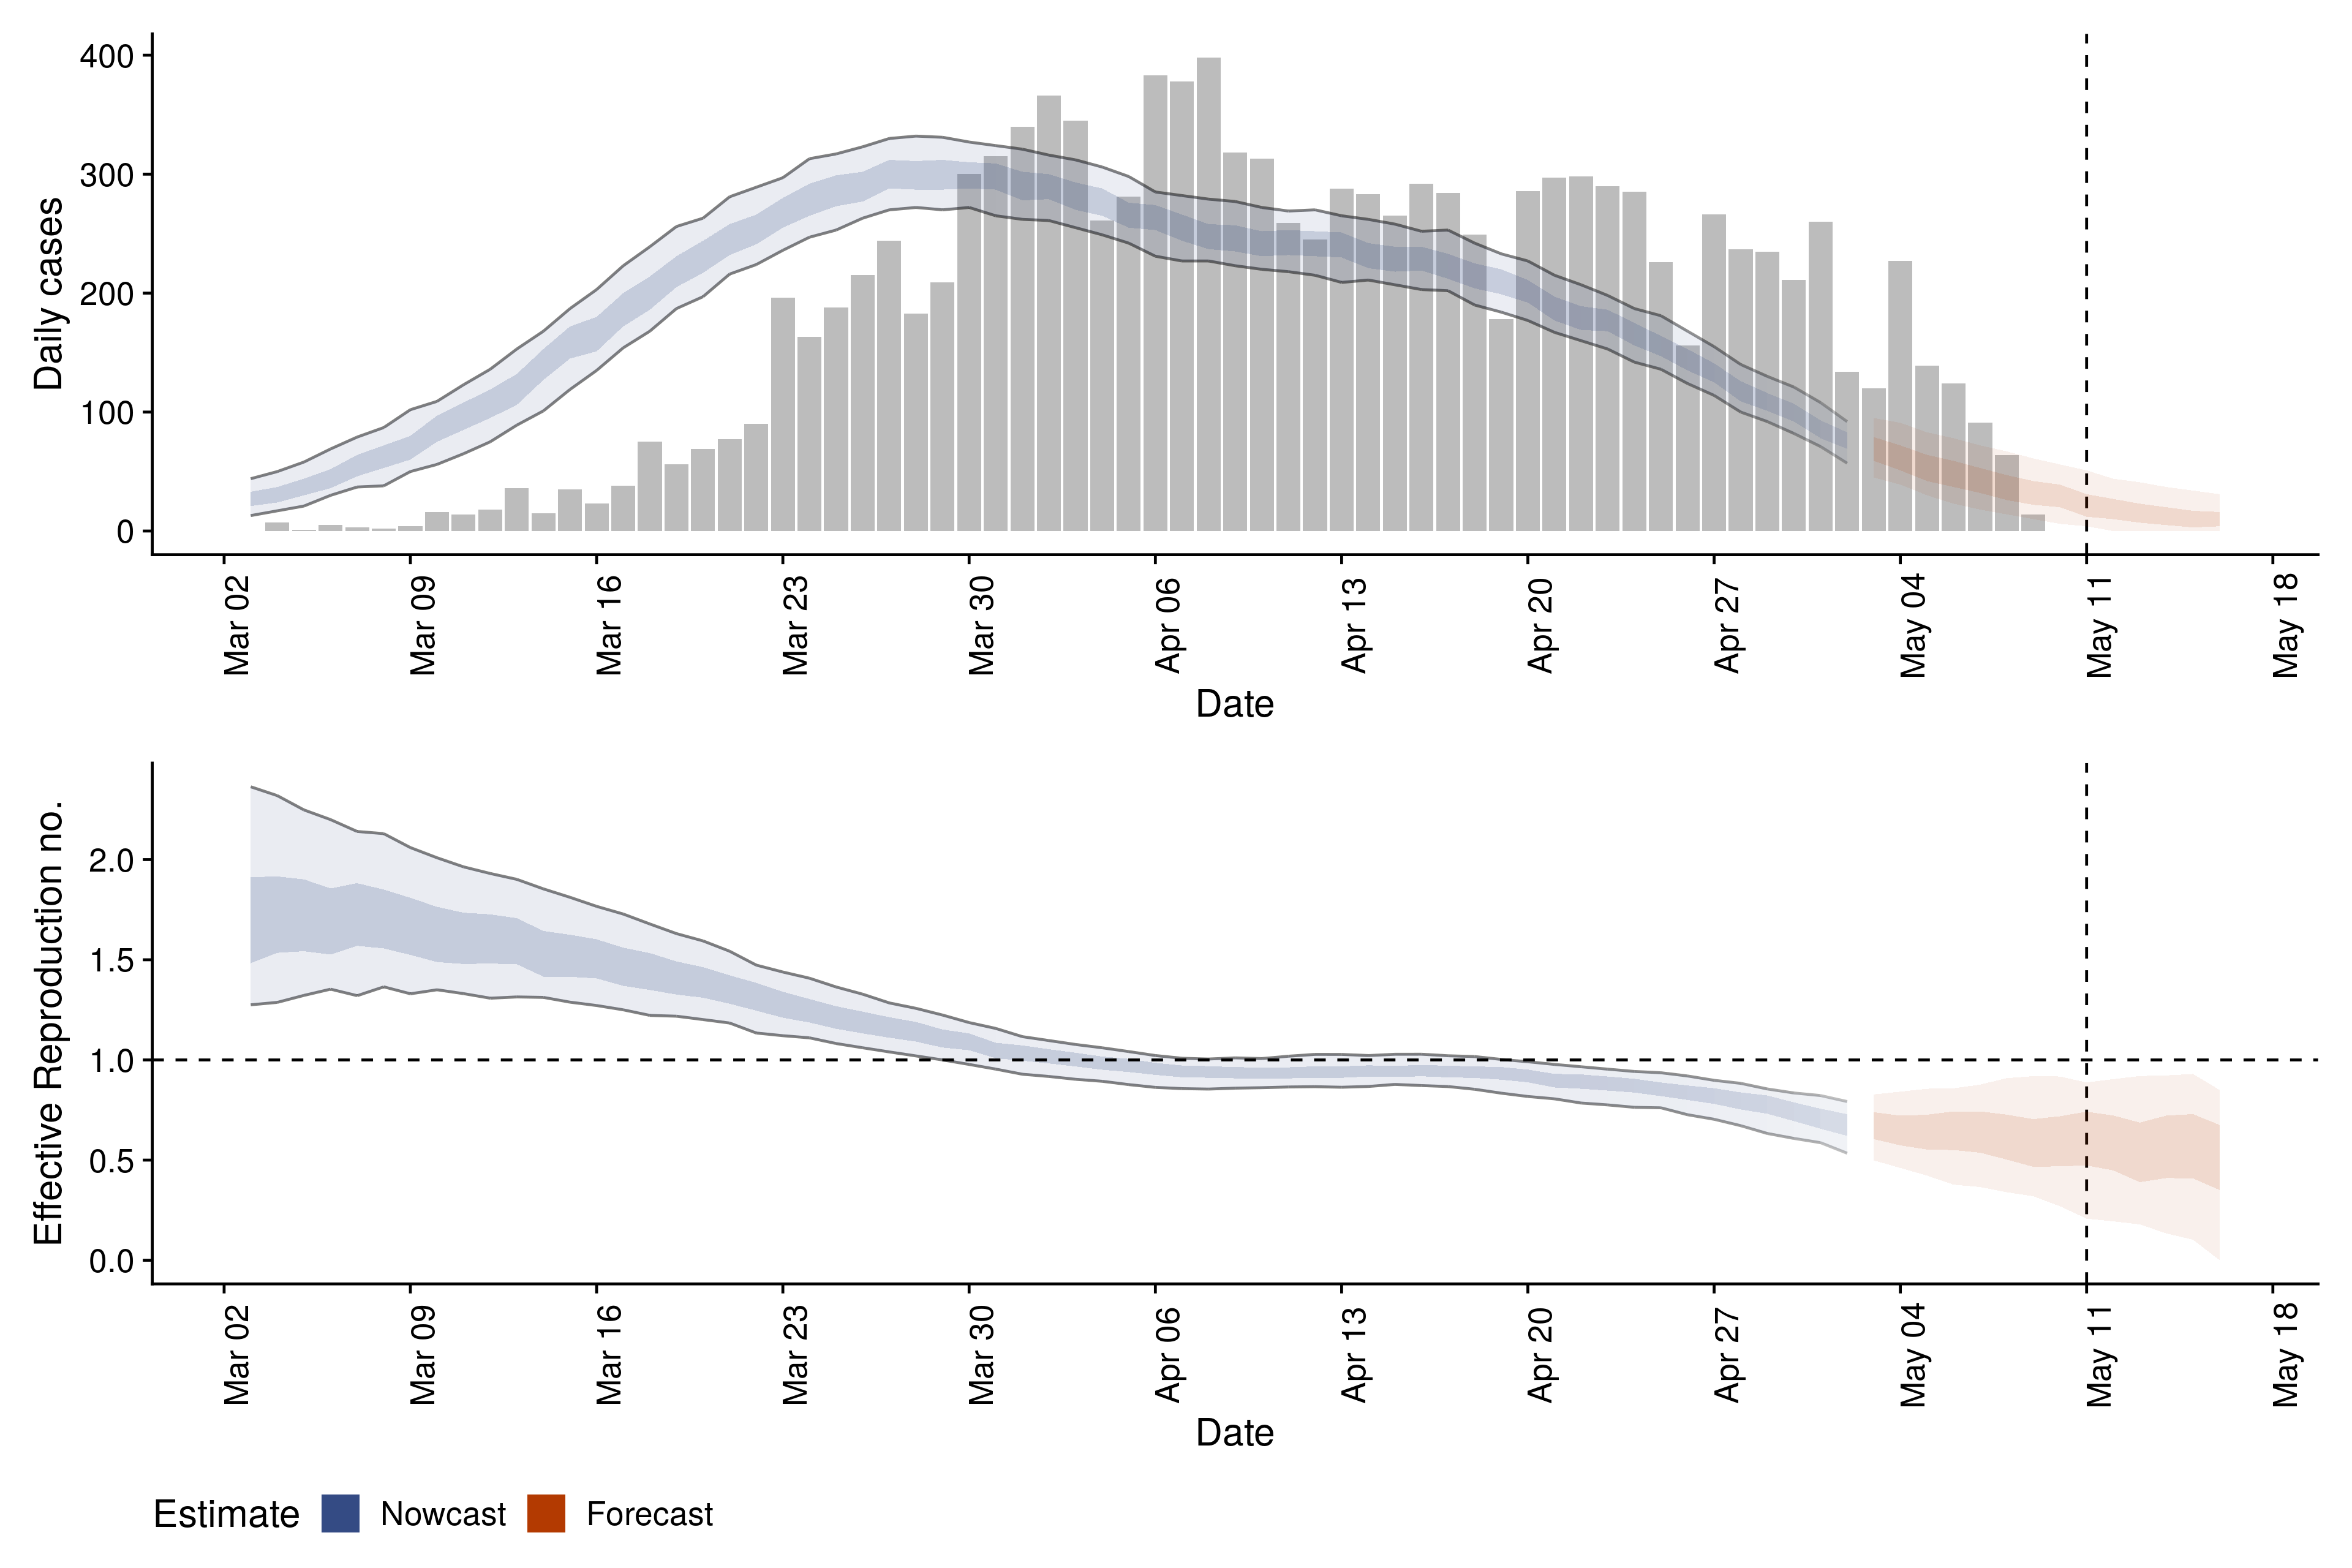 400
300
200
100
0
Daily cases
Mar 02 Mar 09 Mar 16 Mar 23 Mar 30 Apr 06 Apr 13 Apr 20 Apr 27 May 04 May 11 May 18
Date
2.0
1.5
1.0
0.5
0.0
Effective Reproduction no.
Mar 02 Mar 09 Mar 16 Mar 23 Mar 30 Apr 06 Apr 13 Apr 20 Apr 27 May 04 May 11 May 18
Date
Estimate Nowcast Forecast